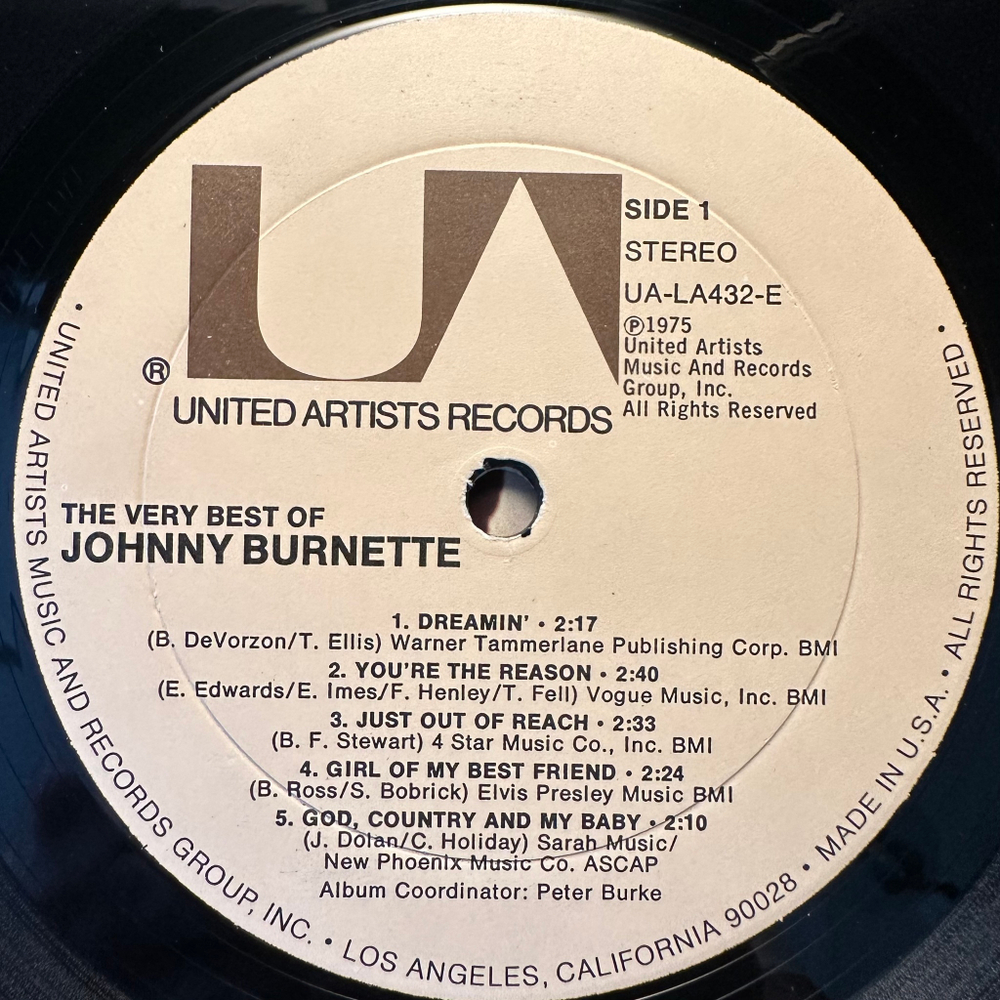 UA
SIDE 1
STEREO
UA-LA432-E
℗1975
United Artists
Music And Records
Group, Inc.
All Rights Reserved
®
UNITED ARTISTS RECORDS
THE VERY BEST OF
JOHNNY BURNETTE
1. DREAMIN' • 2:17
(B. DeVorzon/T. Ellis) Warner Tammerlane Publishing Corp. BMI
2. YOU'RE THE REASON • 2:40
(E. Edwards/E. Imes/F. Henley/T. Fell) Vogue Music, Inc. BMI
3. JUST OUT OF REACH • 2:33
(B. F. Stewart) 4 Star Music Co., Inc. BMI
4. GIRL OF MY BEST FRIEND • 2:24
(B. Ross/S. Bobrick) Elvis Presley Music BMI
5. GOD, COUNTRY AND MY BABY • 2:10
(J. Dolan/C. Holiday) Sarah Music/
New Phoenix Music Co. ASCAP
Album Coordinator: Peter Burke
• UNITED ARTISTS MUSIC AND RECORDS GROUP, INC. • LOS ANGELES, CALIFORNIA 90028 • MADE IN U.S.A. • ALL RIGHTS RESERVED •